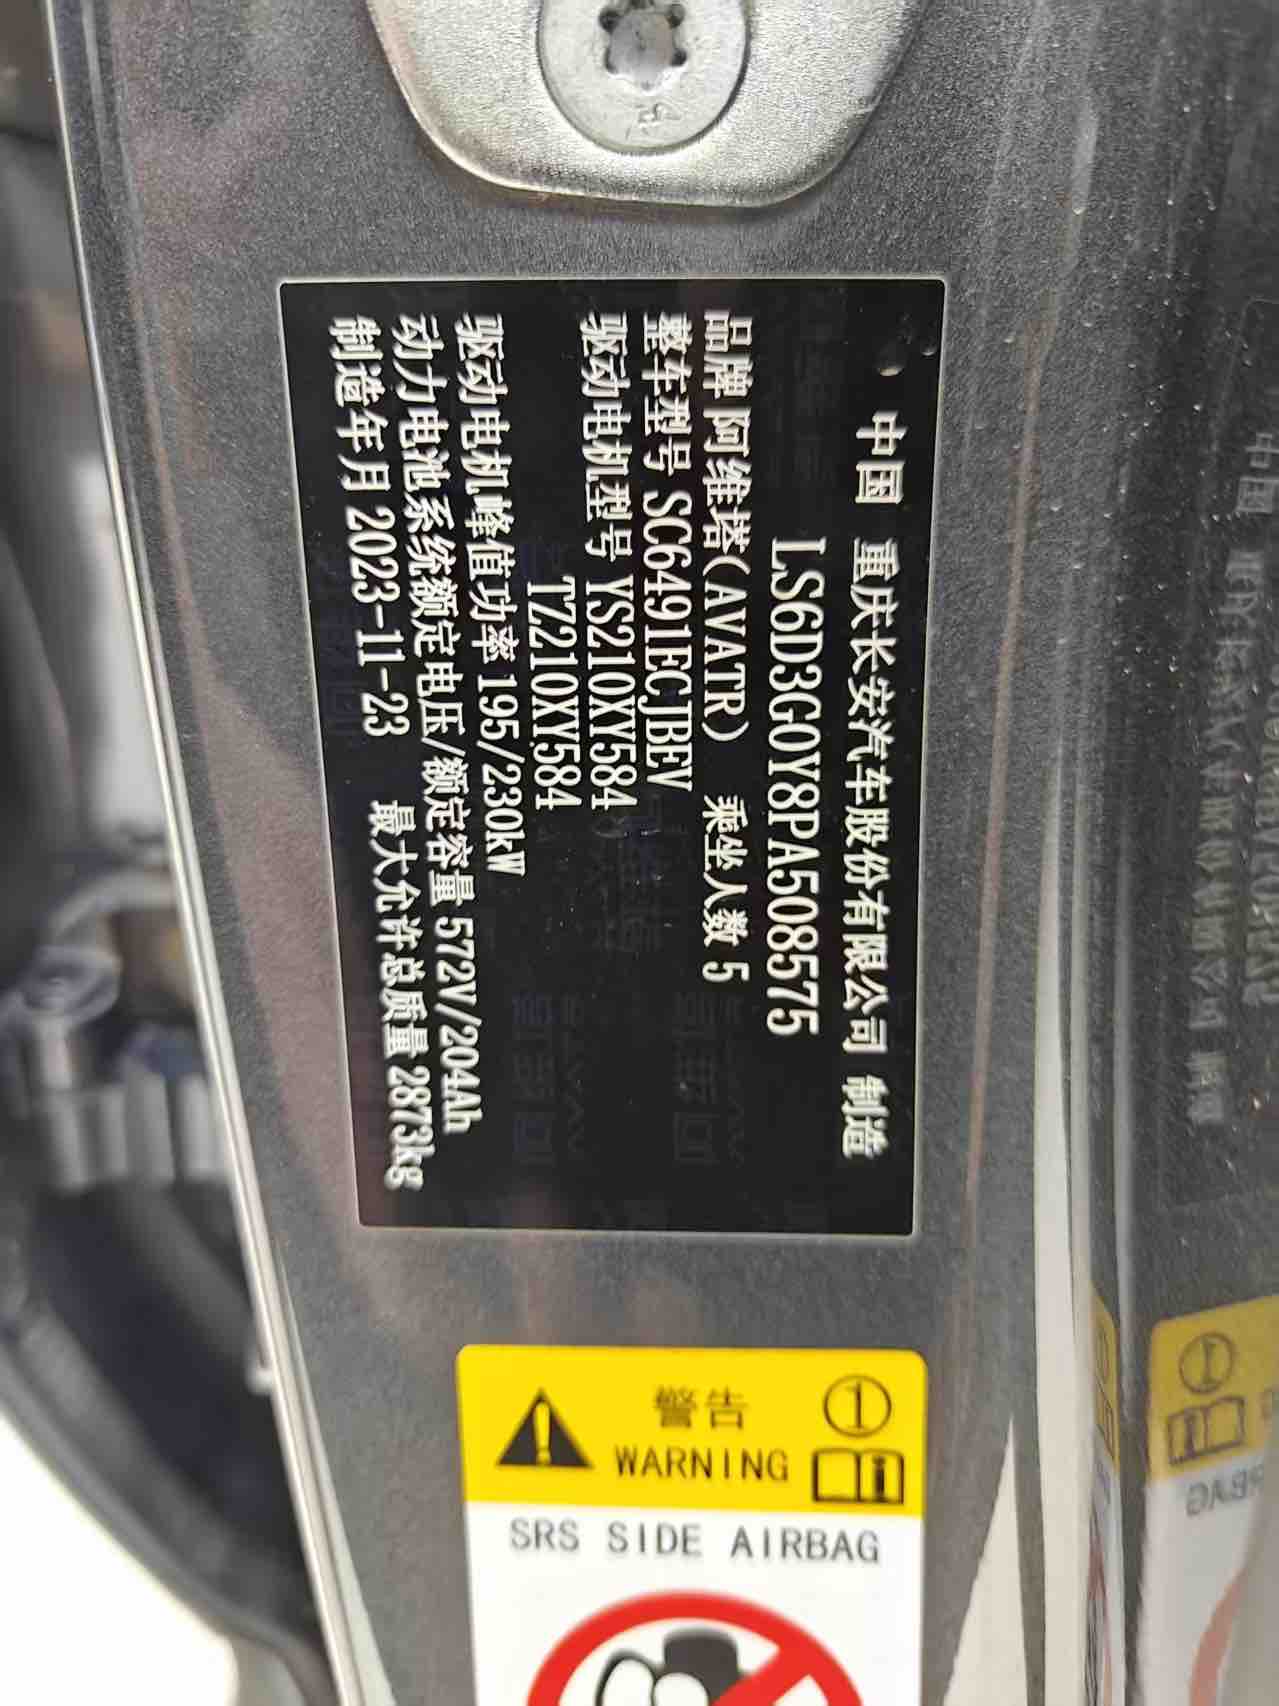 中国 重庆长安汽车股份有限公司 制造
LS6D3G0Y8PA508575
品牌 阿维塔(AVATR) 乘坐人数 5
整车型号 SC6491ECJBEV
驱动电机型号 YS210XY584
TZ210XY584
驱动电机峰值功率 195/230kW
动力电池系统额定电压/额定容量 572V/204Ah
制造年月 2023-11-23 最大允许总质量 2873kg
警告 ①
WARNING
SRS SIDE AIRBAG